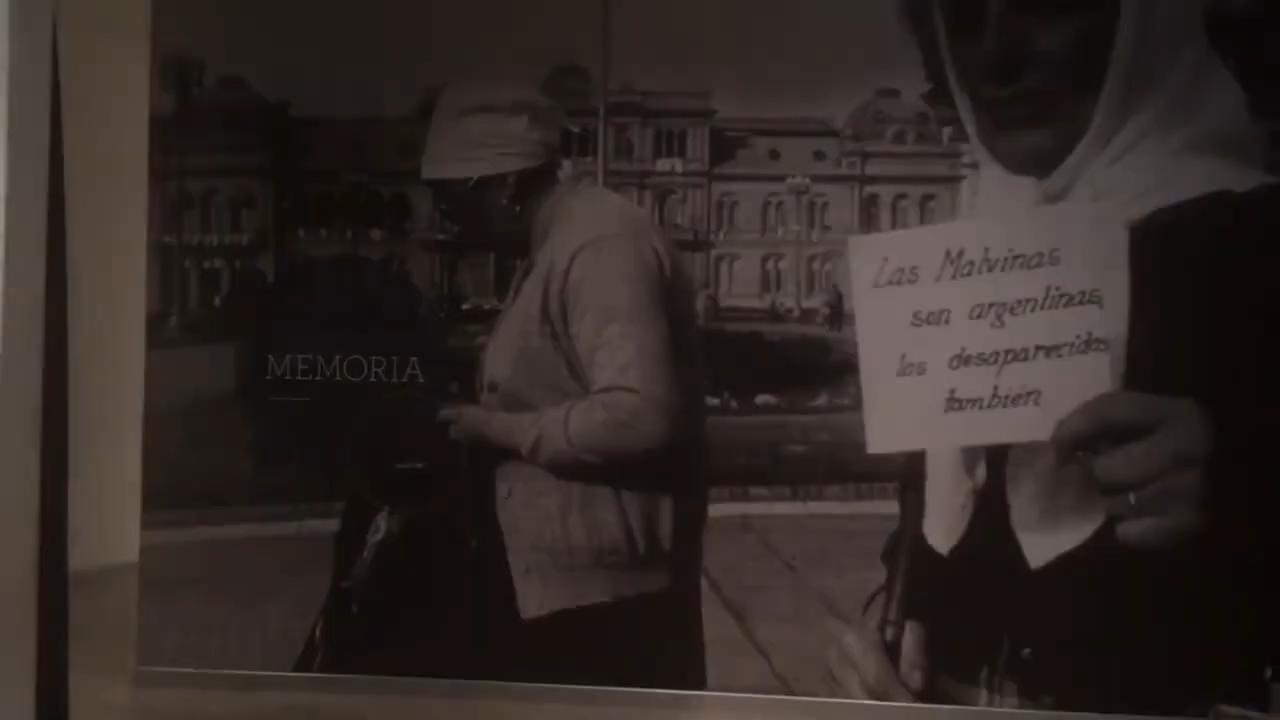 MEMORIA
Las Malvinas
son argentinas,
los desaparecidos
también